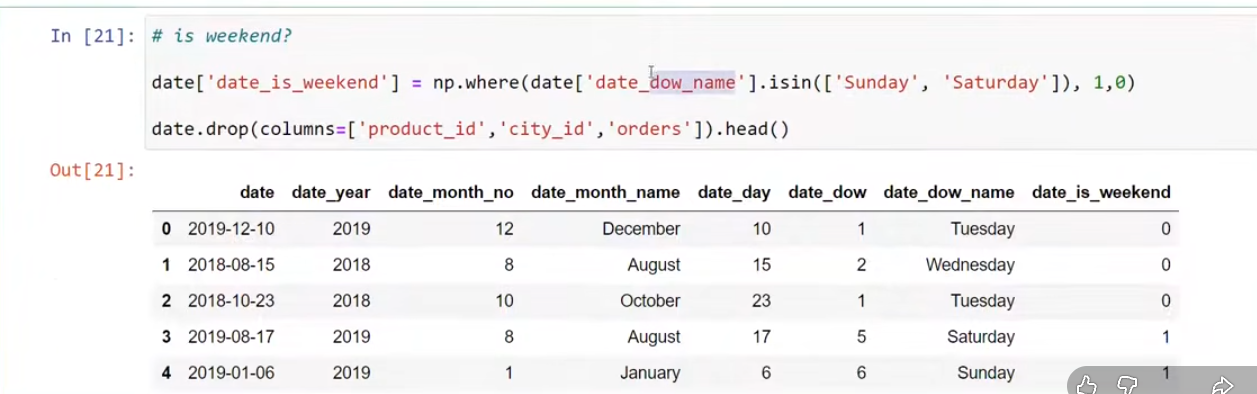 In [21]: # is weekend?
date['date_is_weekend'] = np.where(date['date_dow_name'].isin(['Sunday', 'Saturday']), 1,0)
date.drop(columns=['product_id','city_id','orders']).head()
Out[21]:
date date_year date_month_no date_month_name date_day date_dow date_dow_name date_is_weekend
0 2019-12-10 2019 12 December 10 1 Tuesday 0
1 2018-08-15 2018 8 August 15 2 Wednesday 0
2 2018-10-23 2018 10 October 23 1 Tuesday 0
3 2019-08-17 2019 8 August 17 5 Saturday 1
4 2019-01-06 2019 1 January 6 6 Sunday 1